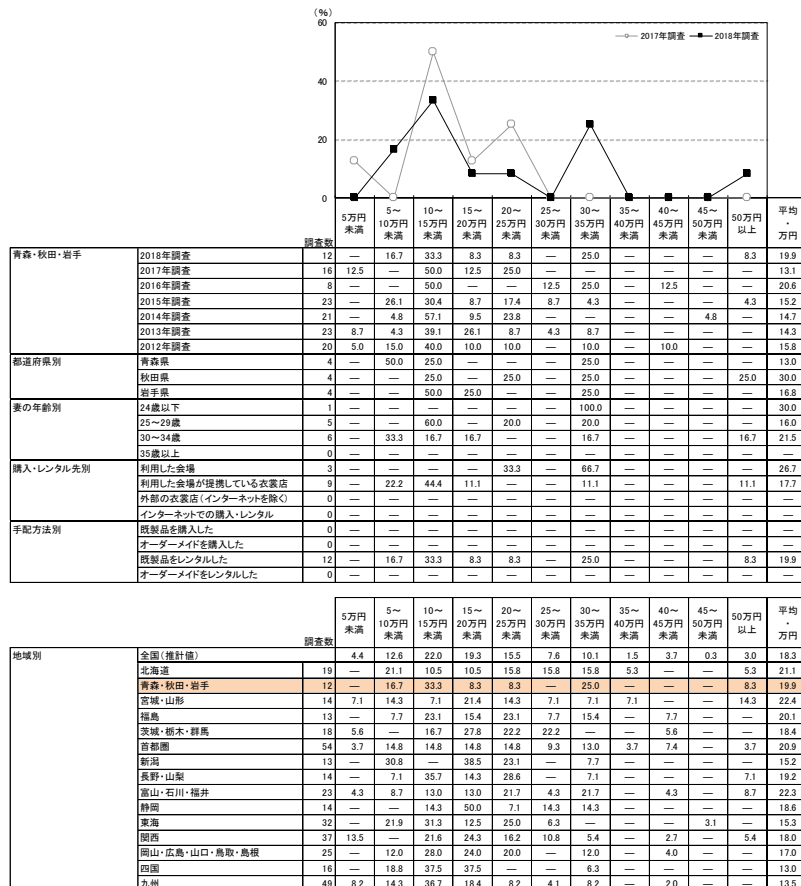 (%)
60
40
20
0
2017年調査 2018年調査
調査数 5万円未満 5～10万円未満 10～15万円未満 15～20万円未満 20～25万円未満 25～30万円未満 30～35万円未満 35～40万円未満 40～45万円未満 45～50万円未満 50万円以上 平均・万円
青森・秋田・岩手 2018年調査 12 — 16.7 33.3 8.3 8.3 — 25.0 — — — 8.3 19.9
2017年調査 16 12.5 — 50.0 12.5 25.0 — — — — — — 13.1
2016年調査 8 — — 50.0 — — 12.5 25.0 — 12.5 — — 20.6
2015年調査 23 — 26.1 30.4 8.7 17.4 8.7 4.3 — — — 4.3 15.2
2014年調査 21 — 4.8 57.1 9.5 23.8 — — — — 4.8 — 14.7
2013年調査 23 8.7 4.3 39.1 26.1 8.7 4.3 8.7 — — — — 14.3
2012年調査 20 5.0 15.0 40.0 10.0 10.0 — 10.0 — 10.0 — — 15.8
都道府県別 青森県 4 — 50.0 25.0 — — — 25.0 — — — — 13.0
秋田県 4 — — 25.0 — 25.0 — 25.0 — — — 25.0 30.0
岩手県 4 — — 50.0 25.0 — — 25.0 — — — — 16.8
妻の年齢別 24歳以下 1 — — — — — — 100.0 — — — — 30.0
25～29歳 5 — — 60.0 — 20.0 — 20.0 — — — — 16.0
30～34歳 6 — 33.3 16.7 16.7 — — 16.7 — — — 16.7 21.5
35歳以上 0 — — — — — — — — — — — —
購入・レンタル先別 利用した会場 3 — — — — 33.3 — 66.7 — — — — 26.7
利用した会場が提携している衣裳店 9 — 22.2 44.4 11.1 — — 11.1 — — — 11.1 17.7
外部の衣裳店（インターネットを除く） 0 — — — — — — — — — — — —
インターネットでの購入・レンタル 0 — — — — — — — — — — — —
手配方法別 既製品を購入した 0 — — — — — — — — — — — —
オーダーメイドを購入した 0 — — — — — — — — — — — —
既製品をレンタルした 12 — 16.7 33.3 8.3 8.3 — 25.0 — — — 8.3 19.9
オーダーメイドをレンタルした 0 — — — — — — — — — — — —
調査数 5万円未満 5～10万円未満 10～15万円未満 15～20万円未満 20～25万円未満 25～30万円未満 30～35万円未満 35～40万円未満 40～45万円未満 45～50万円未満 50万円以上 平均・万円
地域別 全国（推計値） 4.4 12.6 22.0 19.3 15.5 7.6 10.1 1.5 3.7 0.3 3.0 18.3
北海道 19 — 21.1 10.5 10.5 15.8 15.8 15.8 5.3 — — 5.3 21.1
青森・秋田・岩手 12 — 16.7 33.3 8.3 8.3 — 25.0 — — — 8.3 19.9
宮城・山形 14 7.1 14.3 7.1 21.4 14.3 7.1 7.1 7.1 — — 14.3 22.4
福島 13 — 7.7 23.1 15.4 23.1 7.7 15.4 — 7.7 — — 20.1
茨城・栃木・群馬 18 5.6 — 16.7 27.8 22.2 22.2 — — 5.6 — — 18.4
首都圏 54 3.7 14.8 14.8 14.8 14.8 9.3 13.0 3.7 7.4 — 3.7 20.9
新潟 13 — 30.8 — 38.5 23.1 — 7.7 — — — — 15.2
長野・山梨 14 — 7.1 35.7 14.3 28.6 — 7.1 — — — 7.1 19.2
富山・石川・福井 23 4.3 8.7 13.0 13.0 21.7 4.3 21.7 — 4.3 — 8.7 22.3
静岡 14 — — 14.3 50.0 7.1 14.3 14.3 — — — — 18.6
東海 32 — 21.9 31.3 12.5 25.0 6.3 — — — 3.1 — 15.3
関西 37 13.5 — 21.6 24.3 16.2 10.8 5.4 — 2.7 — 5.4 18.0
岡山・広島・山口・鳥取・島根 25 — 12.0 28.0 24.0 20.0 — 12.0 — 4.0 — — 17.0
四国 16 — 18.8 37.5 37.5 — — 6.3 — — — — 13.0
九州 49 8.2 14.3 36.7 18.4 8.2 4.1 8.2 — 2.0 — — 13.5